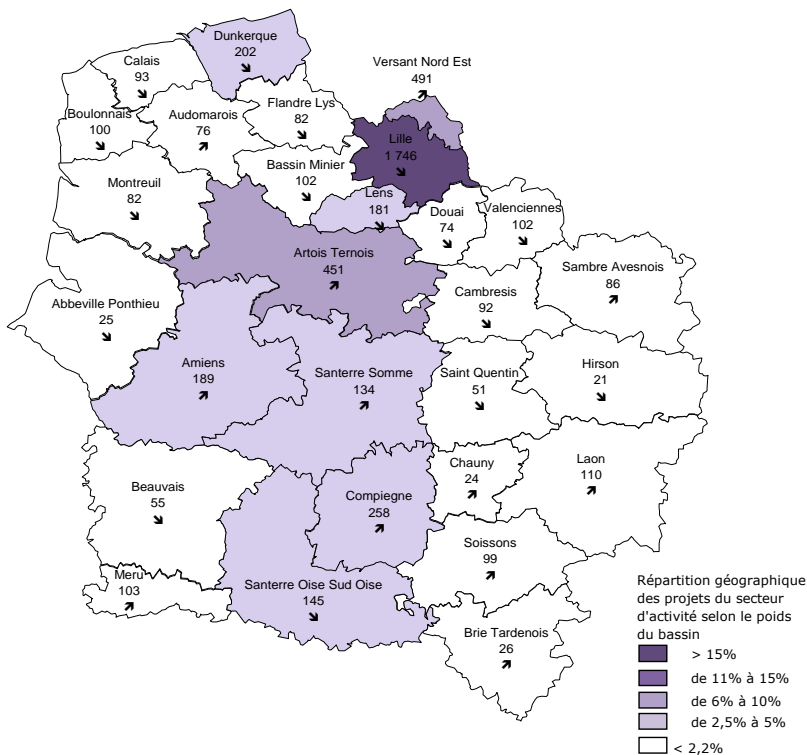 Dunkerque
202
↘
Calais
93
↘
Versant Nord Est
491
↗
Boulonnais
100
↘
Audomarois
76
↗
Flandre Lys
82
↘
Lille
1 746
↘
Montreuil
82
↘
Bassin Minier
102
↘
Lens
181
↘
Douai
74
↘
Valenciennes
102
↘
Artois Ternois
451
↗
Sambre Avesnois
86
↗
Abbeville Ponthieu
25
↘
Cambresis
92
↘
Amiens
189
↗
Santerre Somme
134
↗
Saint Quentin
51
↘
Hirson
21
↘
Beauvais
55
↘
Compiegne
258
↗
Chauny
24
↗
Laon
110
↗
Soissons
99
↗
Meru
103
↗
Santerre Oise Sud Oise
145
↘
Brie Tardenois
26
↗
Répartition géographique
des projets du secteur
d'activité selon le poids
du bassin
> 15%
de 11% à 15%
de 6% à 10%
de 2,5% à 5%
< 2,2%